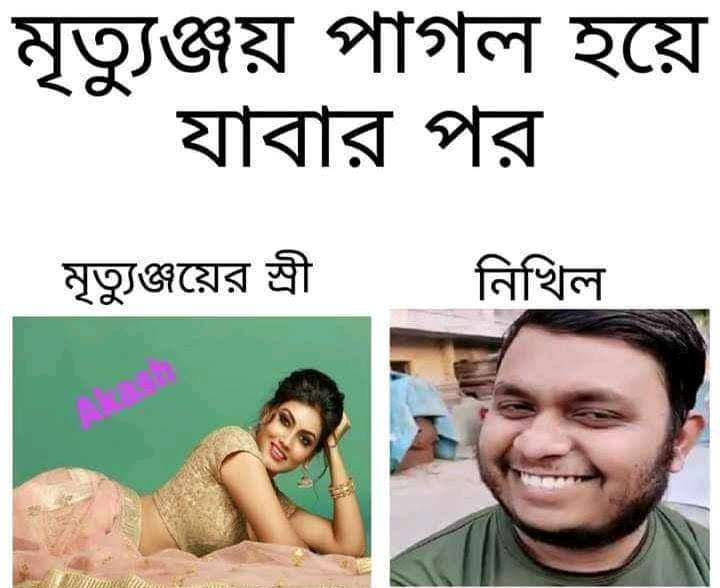 মৃত্যুঞ্জয় পাগল হয়ে
যাবার পর
মৃত্যুঞ্জয়ের স্রী
নিখিল
Akash